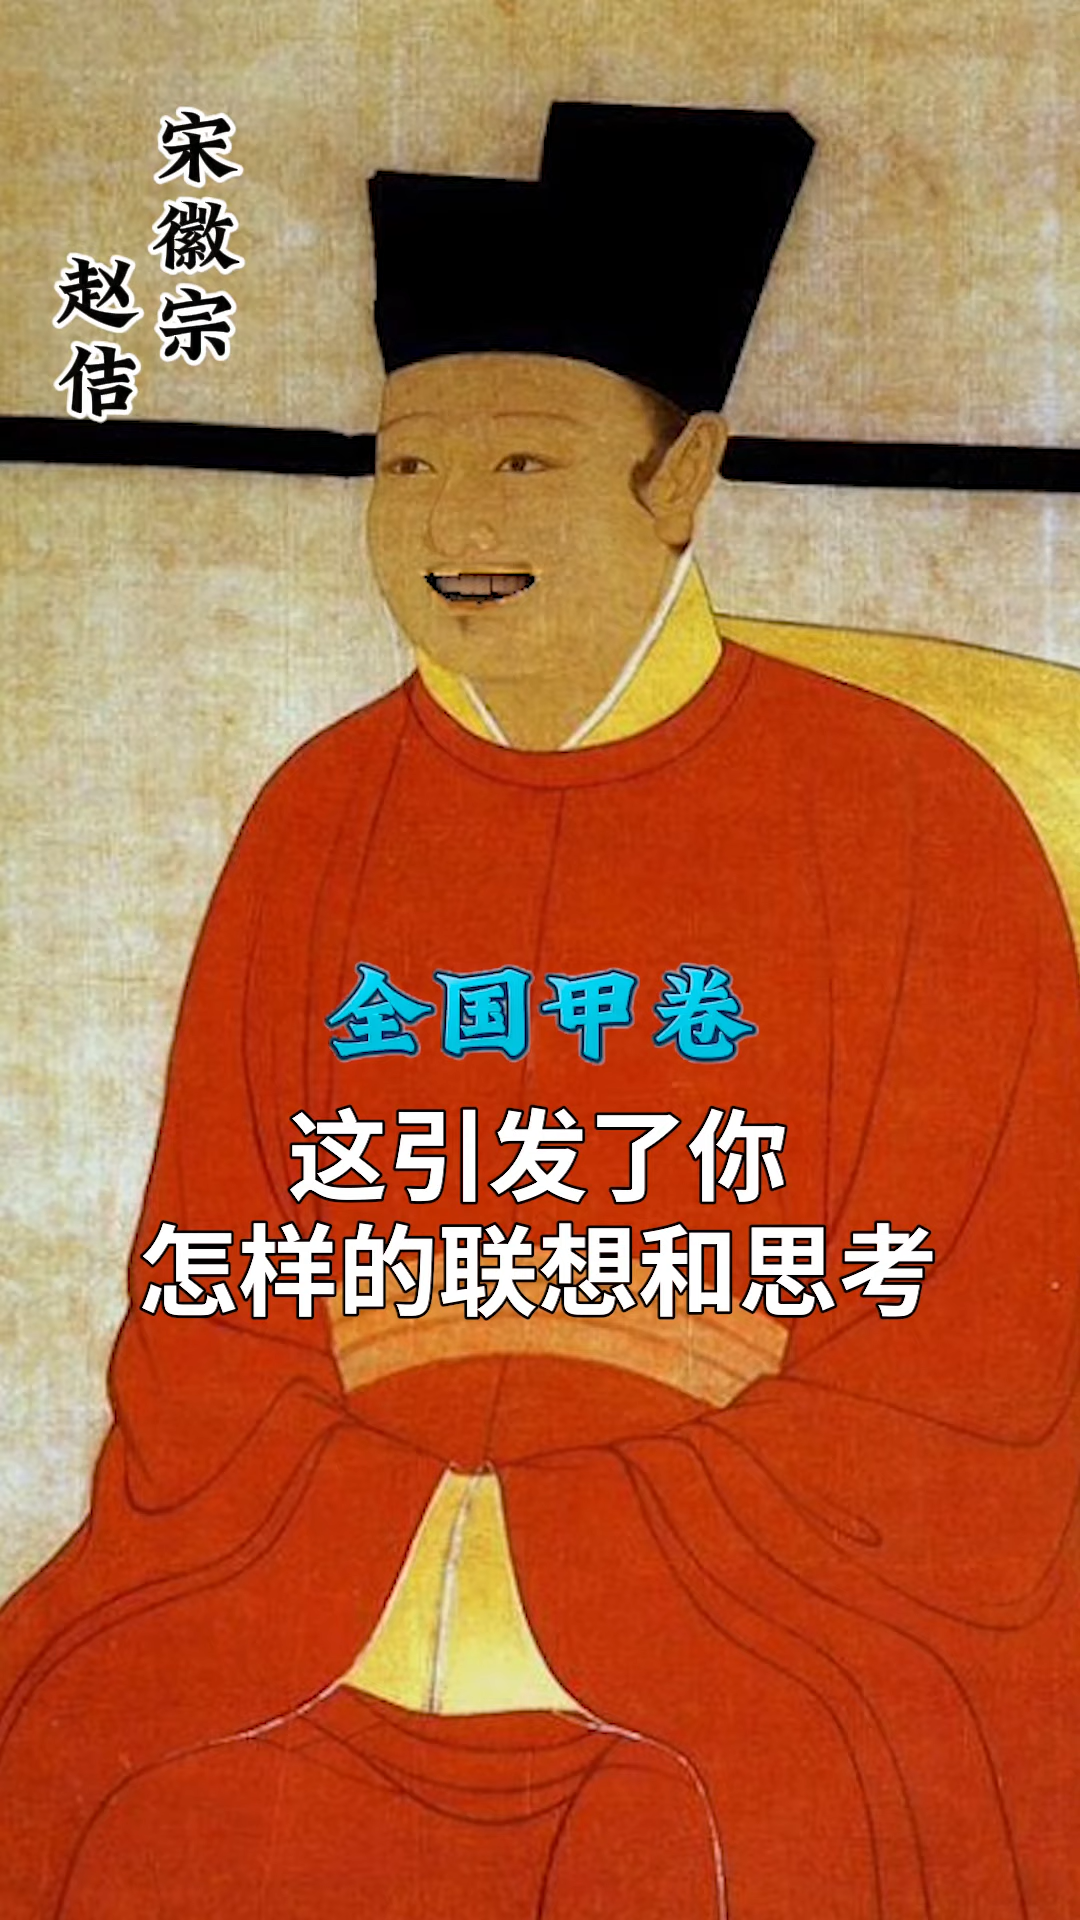 宋徽宗
赵佶
全国甲卷
这引发了你
怎样的联想和思考